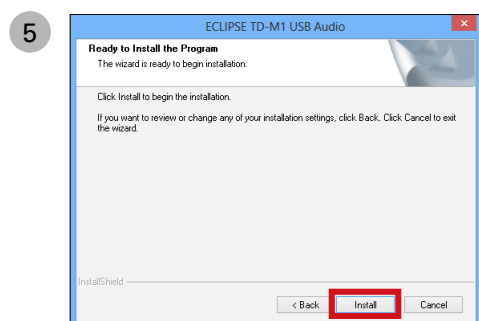 5
ECLIPSE TD-M1 USB Audio
Ready to Install the Program
The wizard is ready to begin installation.
Click Install to begin the installation.
If you want to review or change any of your installation settings, click Back. Click Cancel to exit
the wizard.
InstallShield
< Back Install Cancel